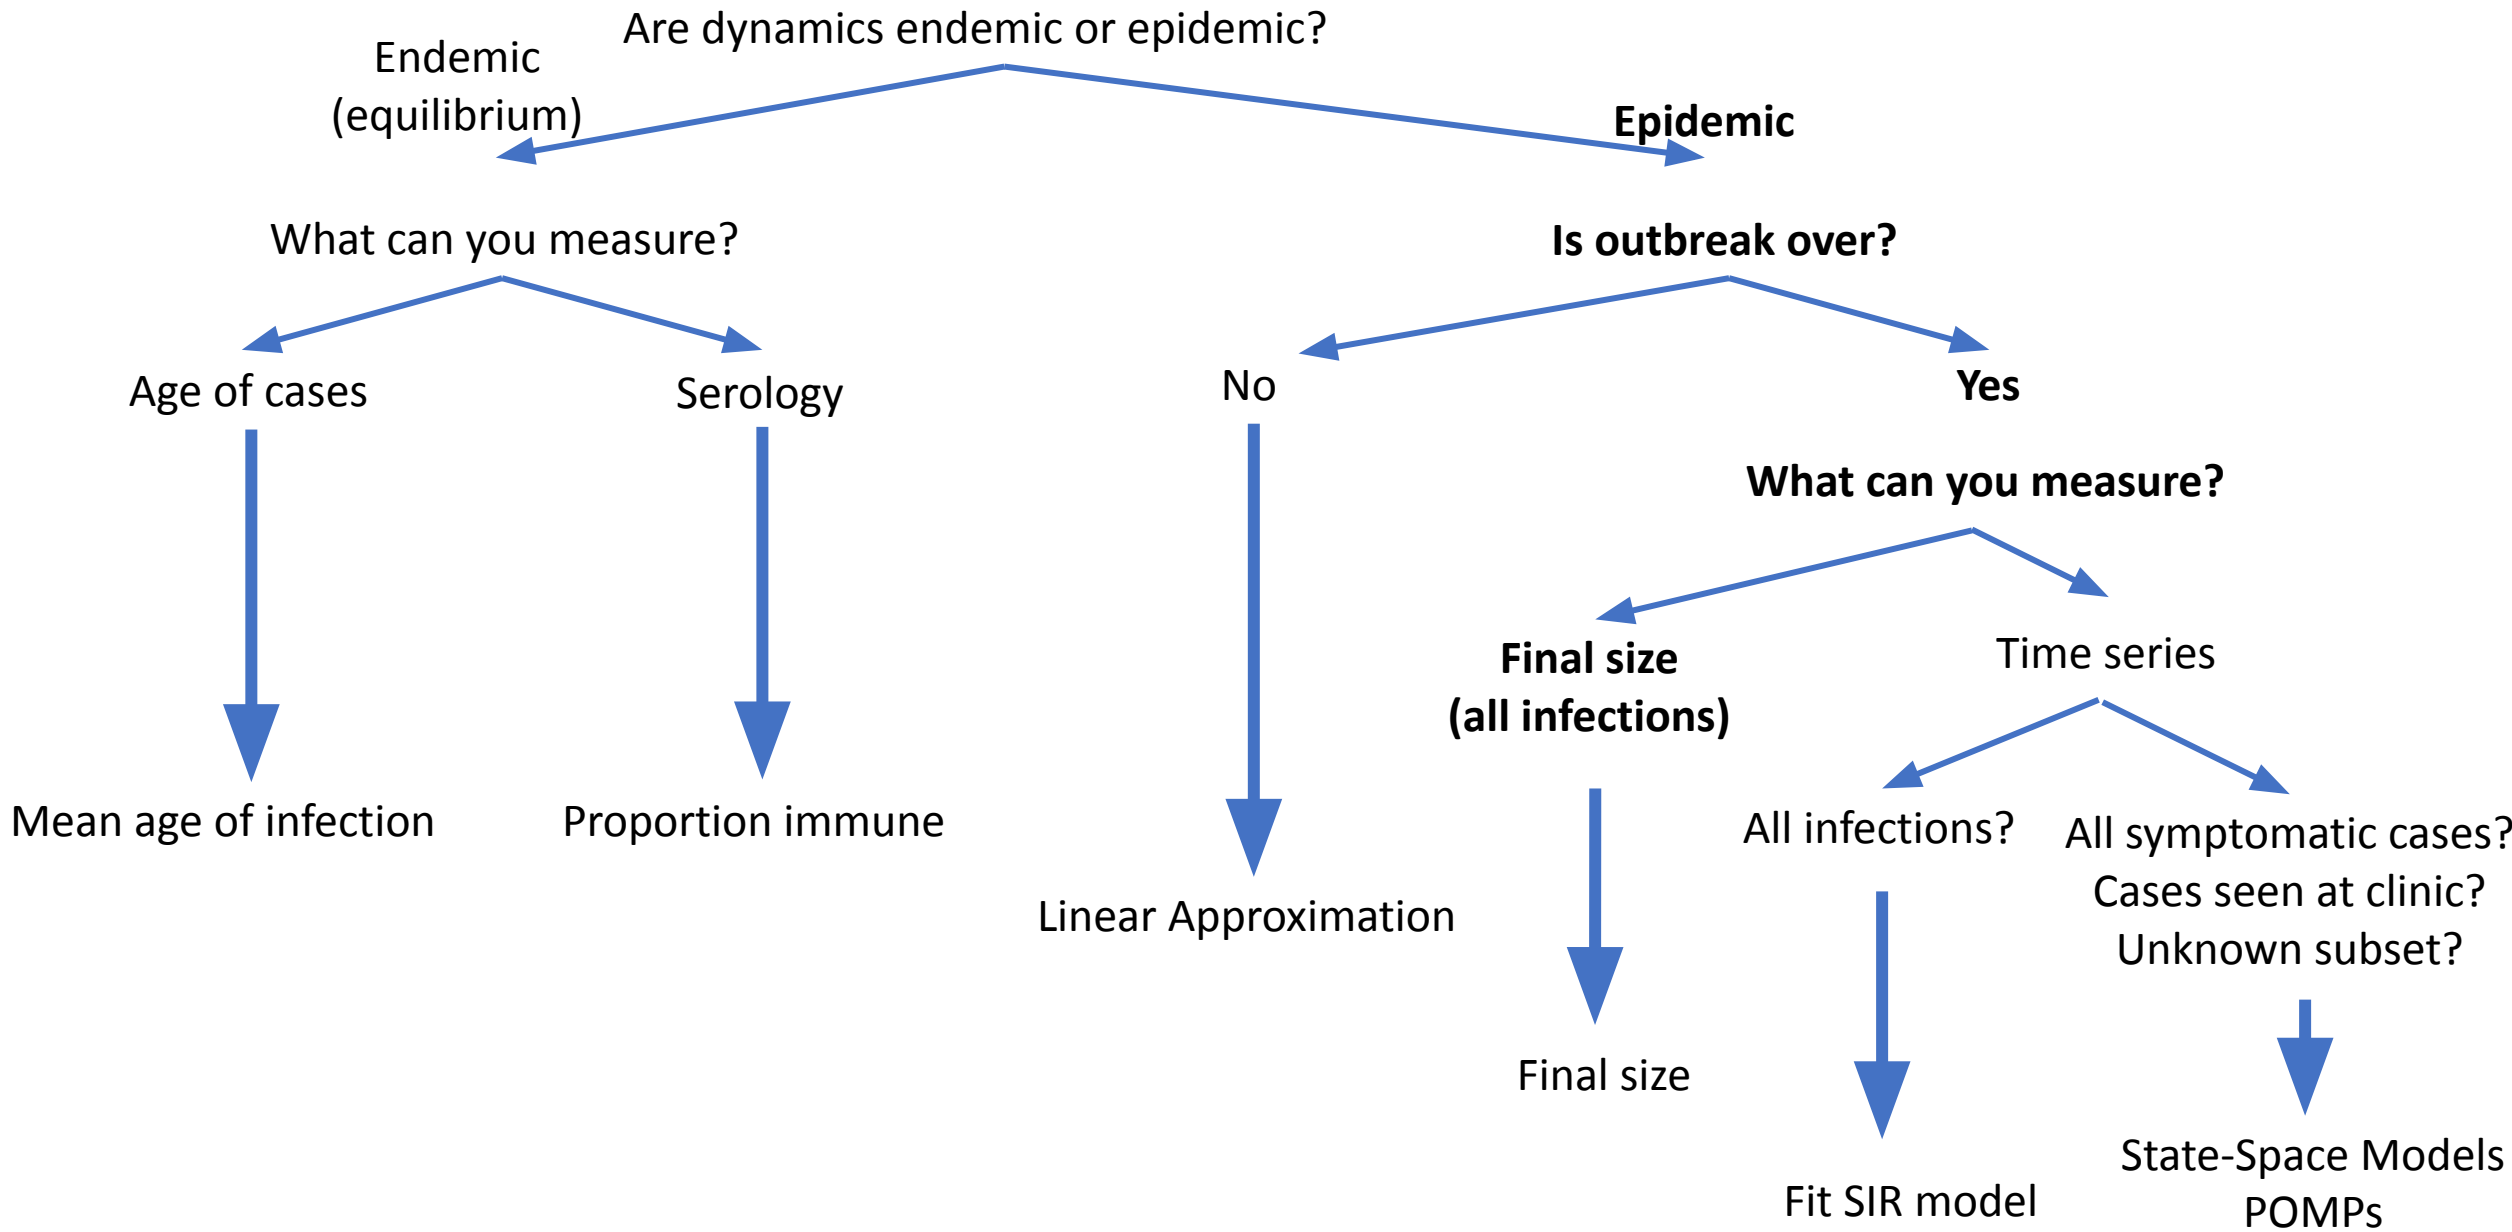 Are dynamics endemic or epidemic?
Endemic
(equilibrium)
Epidemic
What can you measure?
Is outbreak over?
Age of cases
Serology
No
Yes
What can you measure?
Final size
(all infections)
Time series
Mean age of infection
Proportion immune
Linear Approximation
All infections?
All symptomatic cases?
Cases seen at clinic?
Unknown subset?
Final size
Fit SIR model
State-Space Models
POMPs